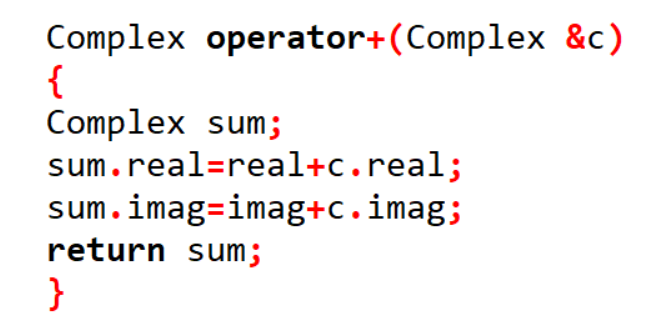 Complex operator+(Complex &c)
{
Complex sum;
sum.real=real+c.real;
sum.imag=imag+c.imag;
return sum;
}